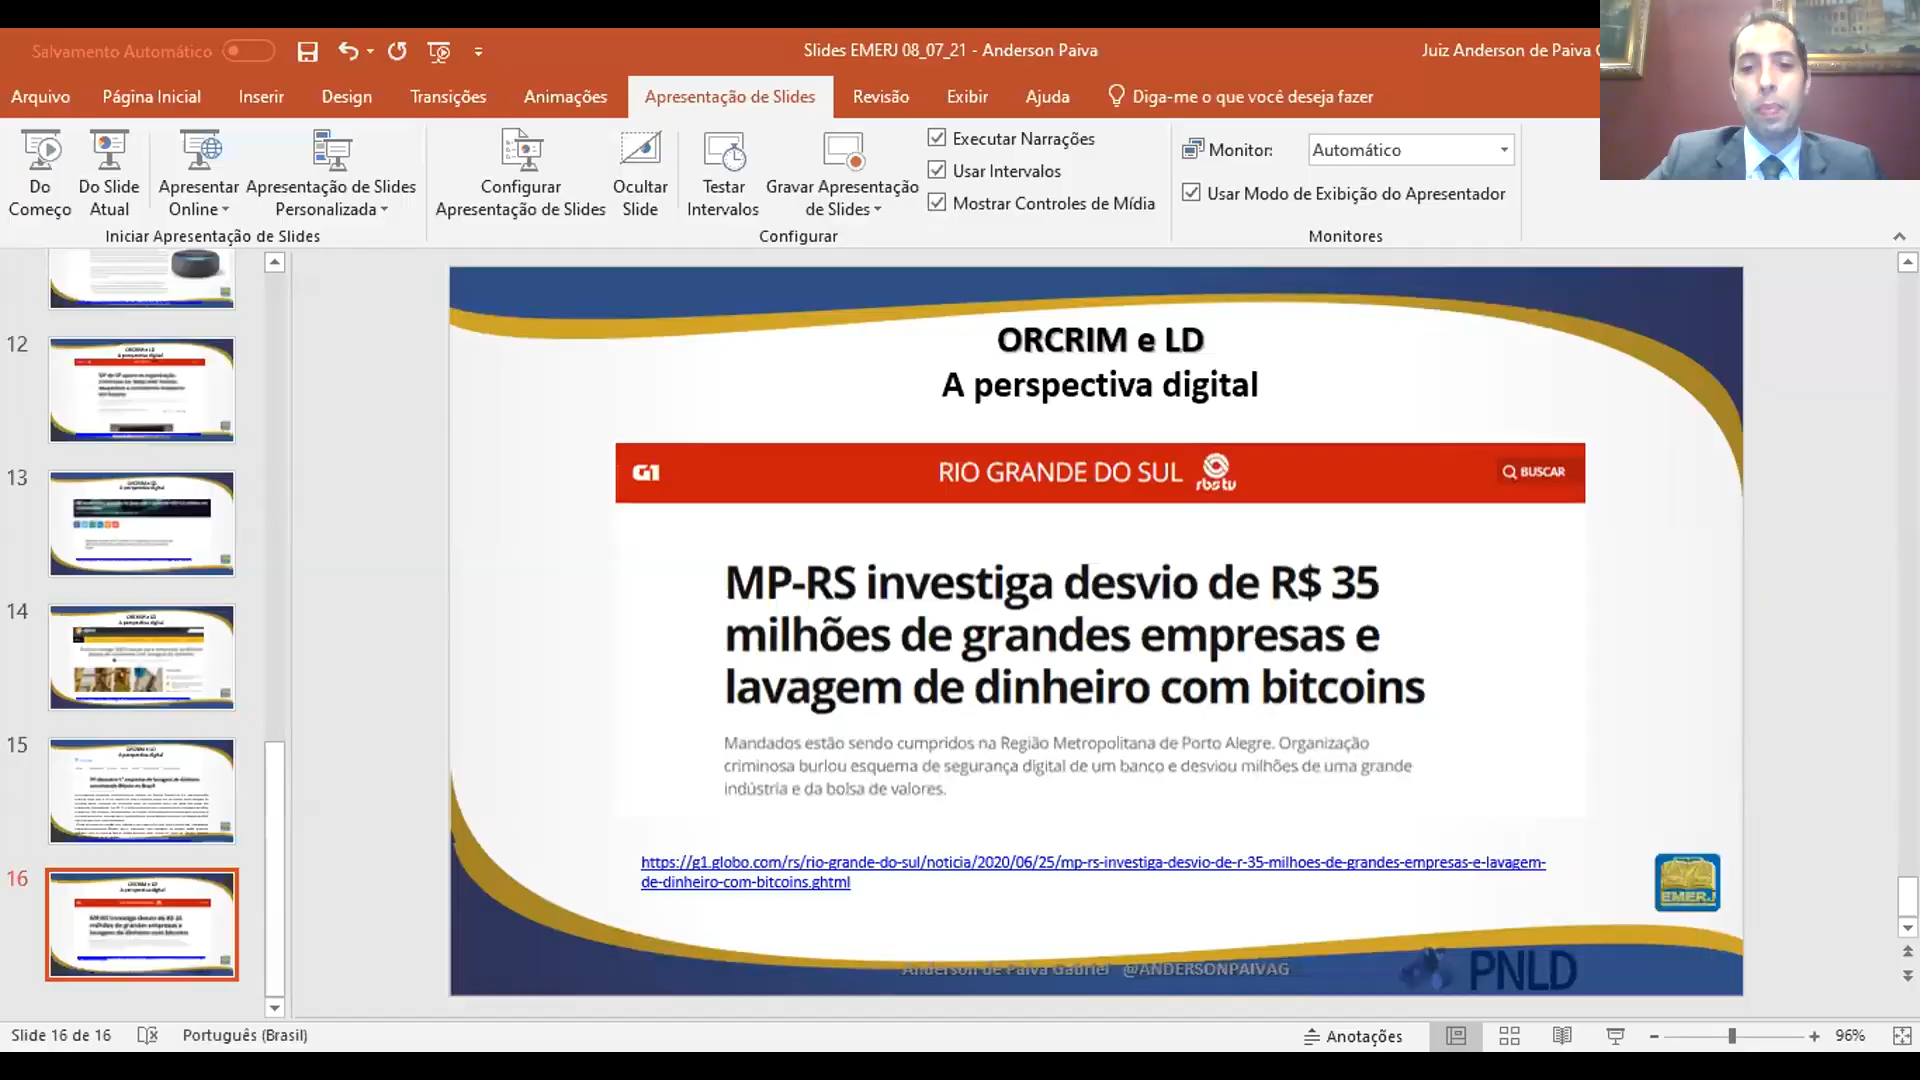 Salvamento Automático
Slides EMERJ 08_07_21 - Anderson Paiva
Juiz Anderson de Paiva
Arquivo
Página Inicial
Inserir
Design
Transições
Animações
Apresentação de Slides
Revisão
Exibir
Ajuda
Diga-me o que você deseja fazer
Do
Começo
Do Slide
Atual
Apresentar
Online
Apresentação de Slides
Personalizada
Iniciar Apresentação de Slides
Configurar
Apresentação de Slides
Ocultar
Slide
Testar
Intervalos
Gravar Apresentação
de Slides
Executar Narrações
Usar Intervalos
Mostrar Controles de Mídia
Configurar
Monitor:
Automático
Usar Modo de Exibição do Apresentador
Monitores
12
13
14
15
16
ORCRIM e LD
A perspectiva digital
G1
RIO GRANDE DO SUL
rbs tv
BUSCAR
MP-RS investiga desvio de R$ 35
milhões de grandes empresas e
lavagem de dinheiro com bitcoins
Mandados estão sendo cumpridos na Região Metropolitana de Porto Alegre. Organização
criminosa burlou esquema de segurança digital de um banco e desviou milhões de uma grande
indústria e da bolsa de valores.
https://g1.globo.com/rs/rio-grande-do-sul/noticia/2020/06/25/mp-rs-investiga-desvio-de-r-35-milhoes-de-grandes-empresas-e-lavagem-
de-dinheiro-com-bitcoins.ghtml
EMERJ
Anderson de Paiva Gabriel @ANDERSONPAIVAG
PNLD
Slide 16 de 16
Português (Brasil)
Anotações
96%